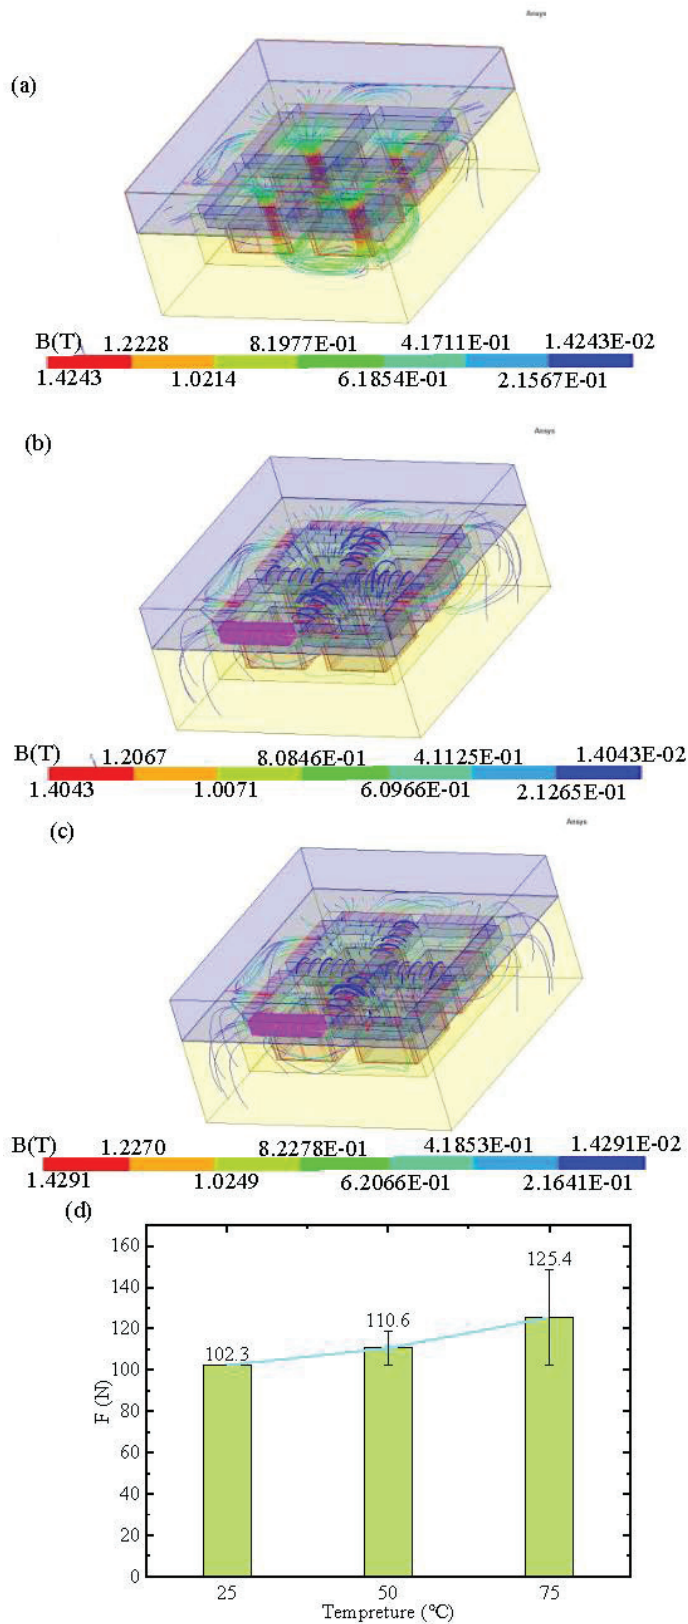 Ansys
(a)
B(T) 1.2228 8.1977E-01 4.1711E-01 1.4243E-02
1.4243 1.0214 6.1854E-01 2.1567E-01
Ansys
(b)
B(T) 1.2067 8.0846E-01 4.1125E-01 1.4043E-02
1.4043 1.0071 6.0966E-01 2.1265E-01
(c)
Ansys
B(T) 1.2270 8.2278E-01 4.1853E-01 1.4291E-02
1.4291 1.0249 6.2066E-01 2.1641E-01
(d)
160
140
120
100
80
60
40
20
0
F (N)
102.3
110.6
125.4
25 50 75
Tempreture (℃)